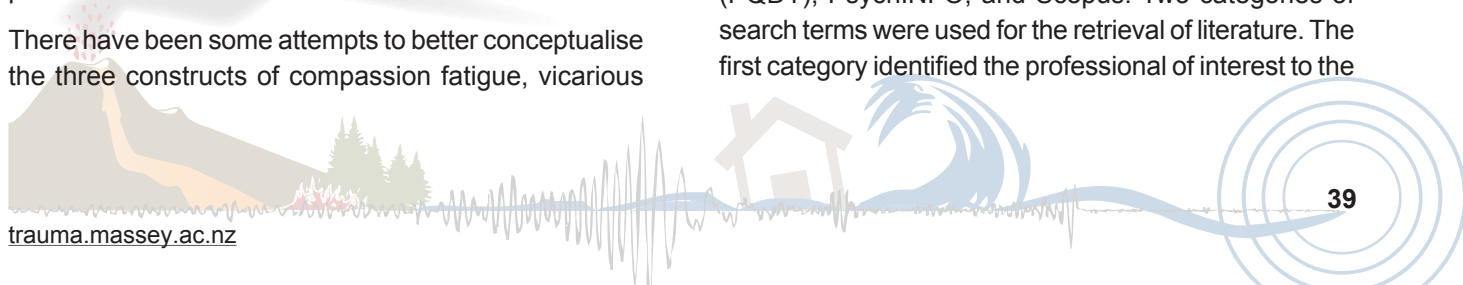 There have been some attempts to better conceptualise
the three constructs of compassion fatigue, vicarious
search terms were used for the retrieval of literature. The
first category identified the professional of interest to the
39
trauma.massey.ac.nz